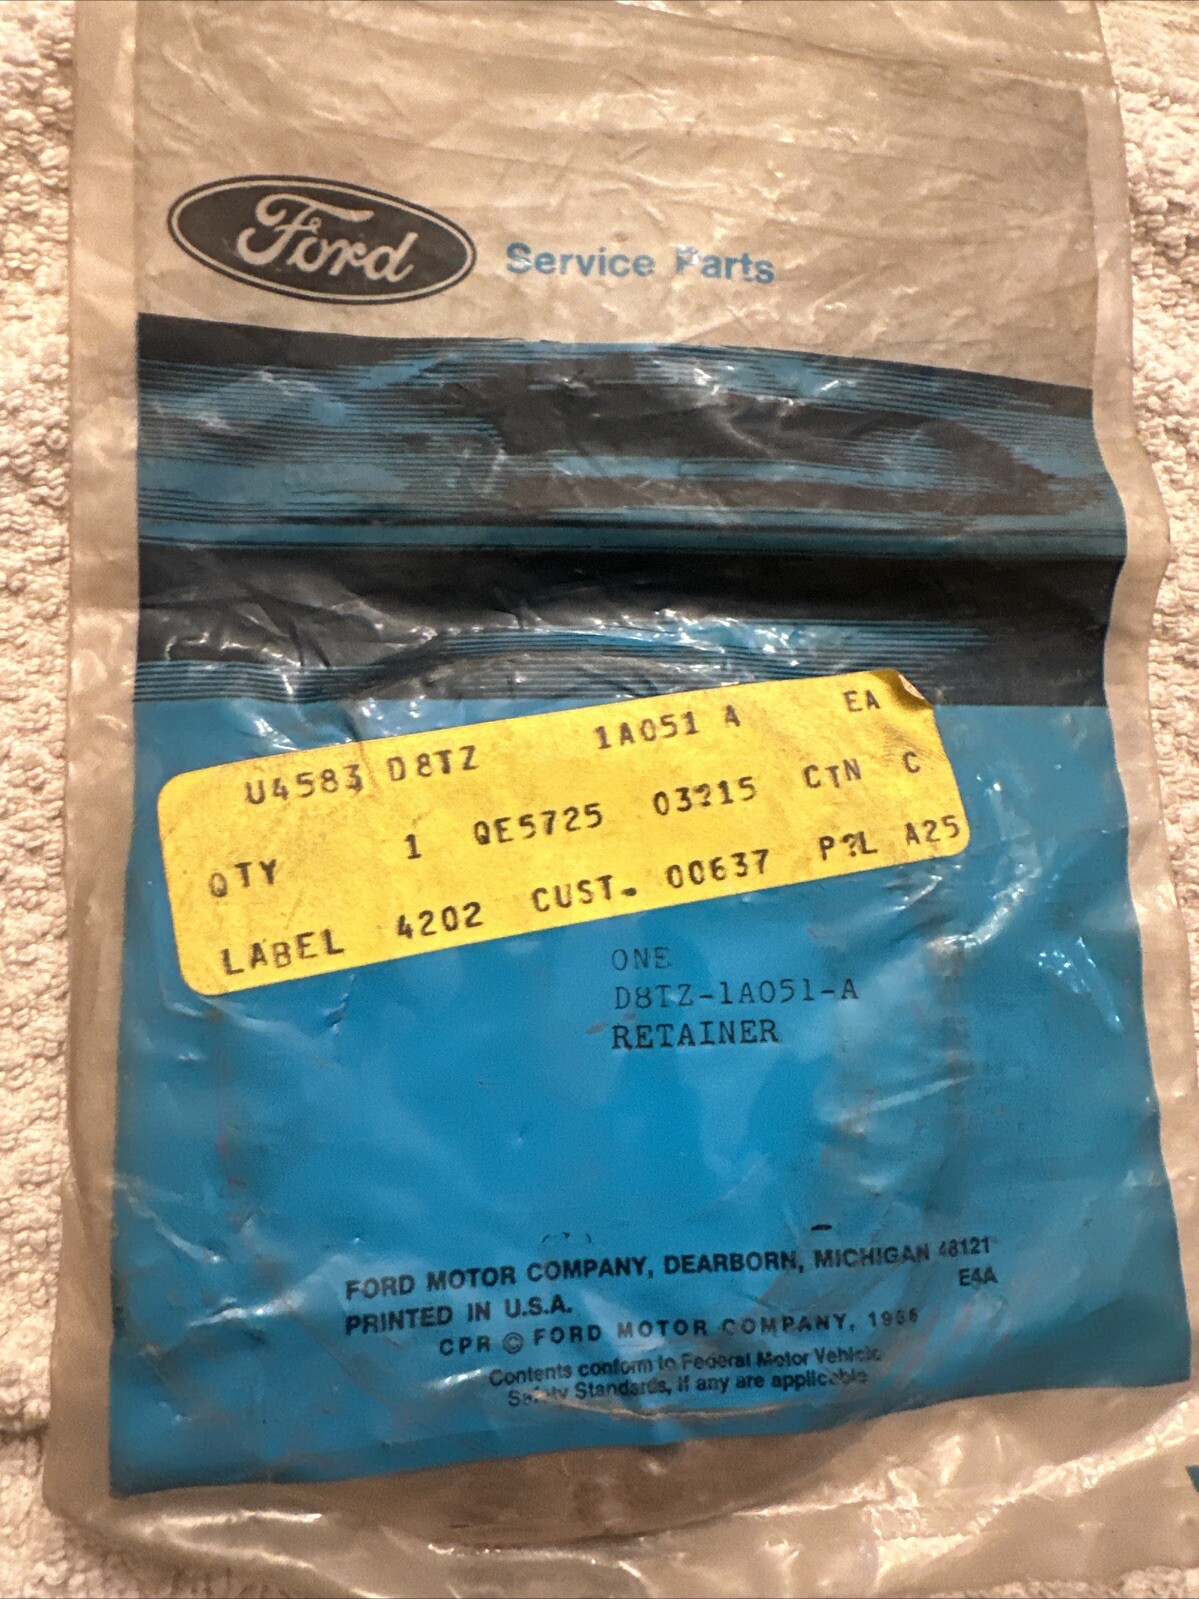 Ford
Service Parts
U4583 D8TZ 1A051 A EA
QTY 1 QE5725 03?15 CTN C
LABEL 4202 CUST. 00637 P?L A25
ONE
D8TZ-1A051-A
RETAINER
FORD MOTOR COMPANY, DEARBORN, MICHIGAN 48121
PRINTED IN U.S.A. E4A
CPR © FORD MOTOR COMPANY,
Contents conform to Federal Motor Vehicle
Safety Standards, if any are applicable